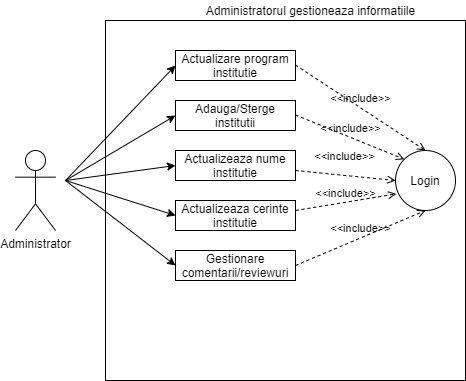 Administratorul gestioneaza informatiile
Actualizare program
institutie
<<include>>
Adauga/Sterge
institutii
<<include>>
Actualizeaza nume
institutie
<<include>>
Login
Actualizeaza cerinte
institutie
<<include>>
Administrator
Gestionare
comentarii/reviewuri
<<include>>